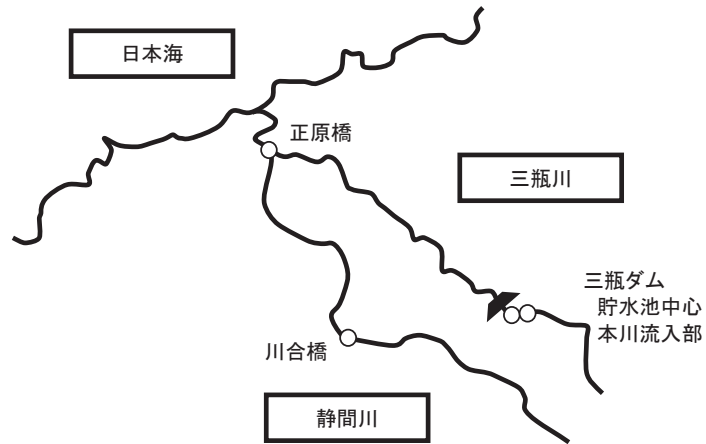 日本海
正原橋
三瓶川
三瓶ダム
貯水池中心
本川流入部
川合橋
静間川